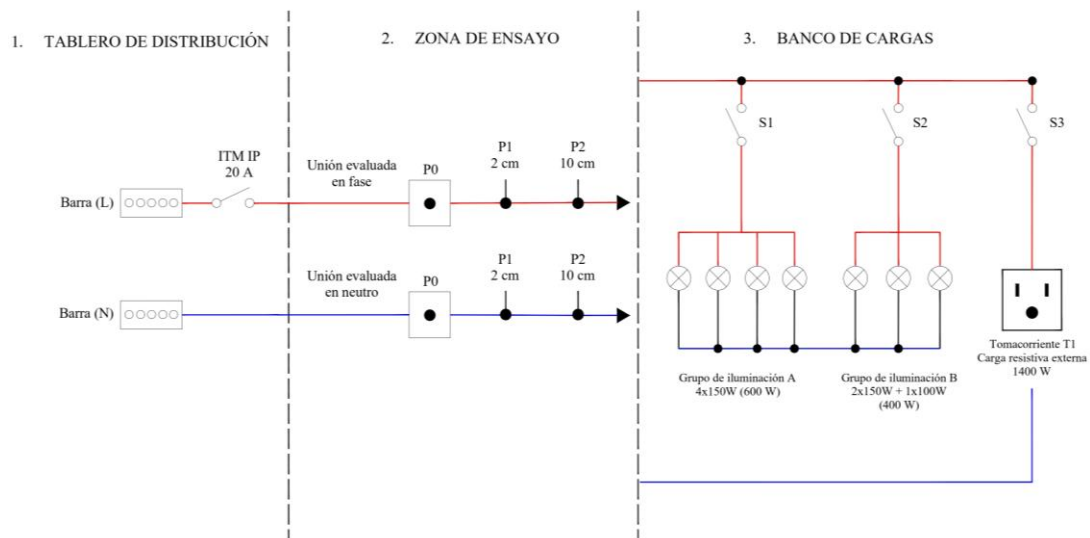 1. TABLERO DE DISTRIBUCIÓN
2. ZONA DE ENSAYO
3. BANCO DE CARGAS
ITM IP
20 A
Barra (L)
Unión evaluada
en fase
P0
P1
2 cm
P2
10 cm
Barra (N)
Unión evaluada
en neutro
P0
P1
2 cm
P2
10 cm
S1
S2
S3
Grupo de iluminación A
4x150W (600 W)
Grupo de iluminación B
2x150W + 1x100W
(400 W)
Tomacorriente T1
Carga resistiva externa
1400 W